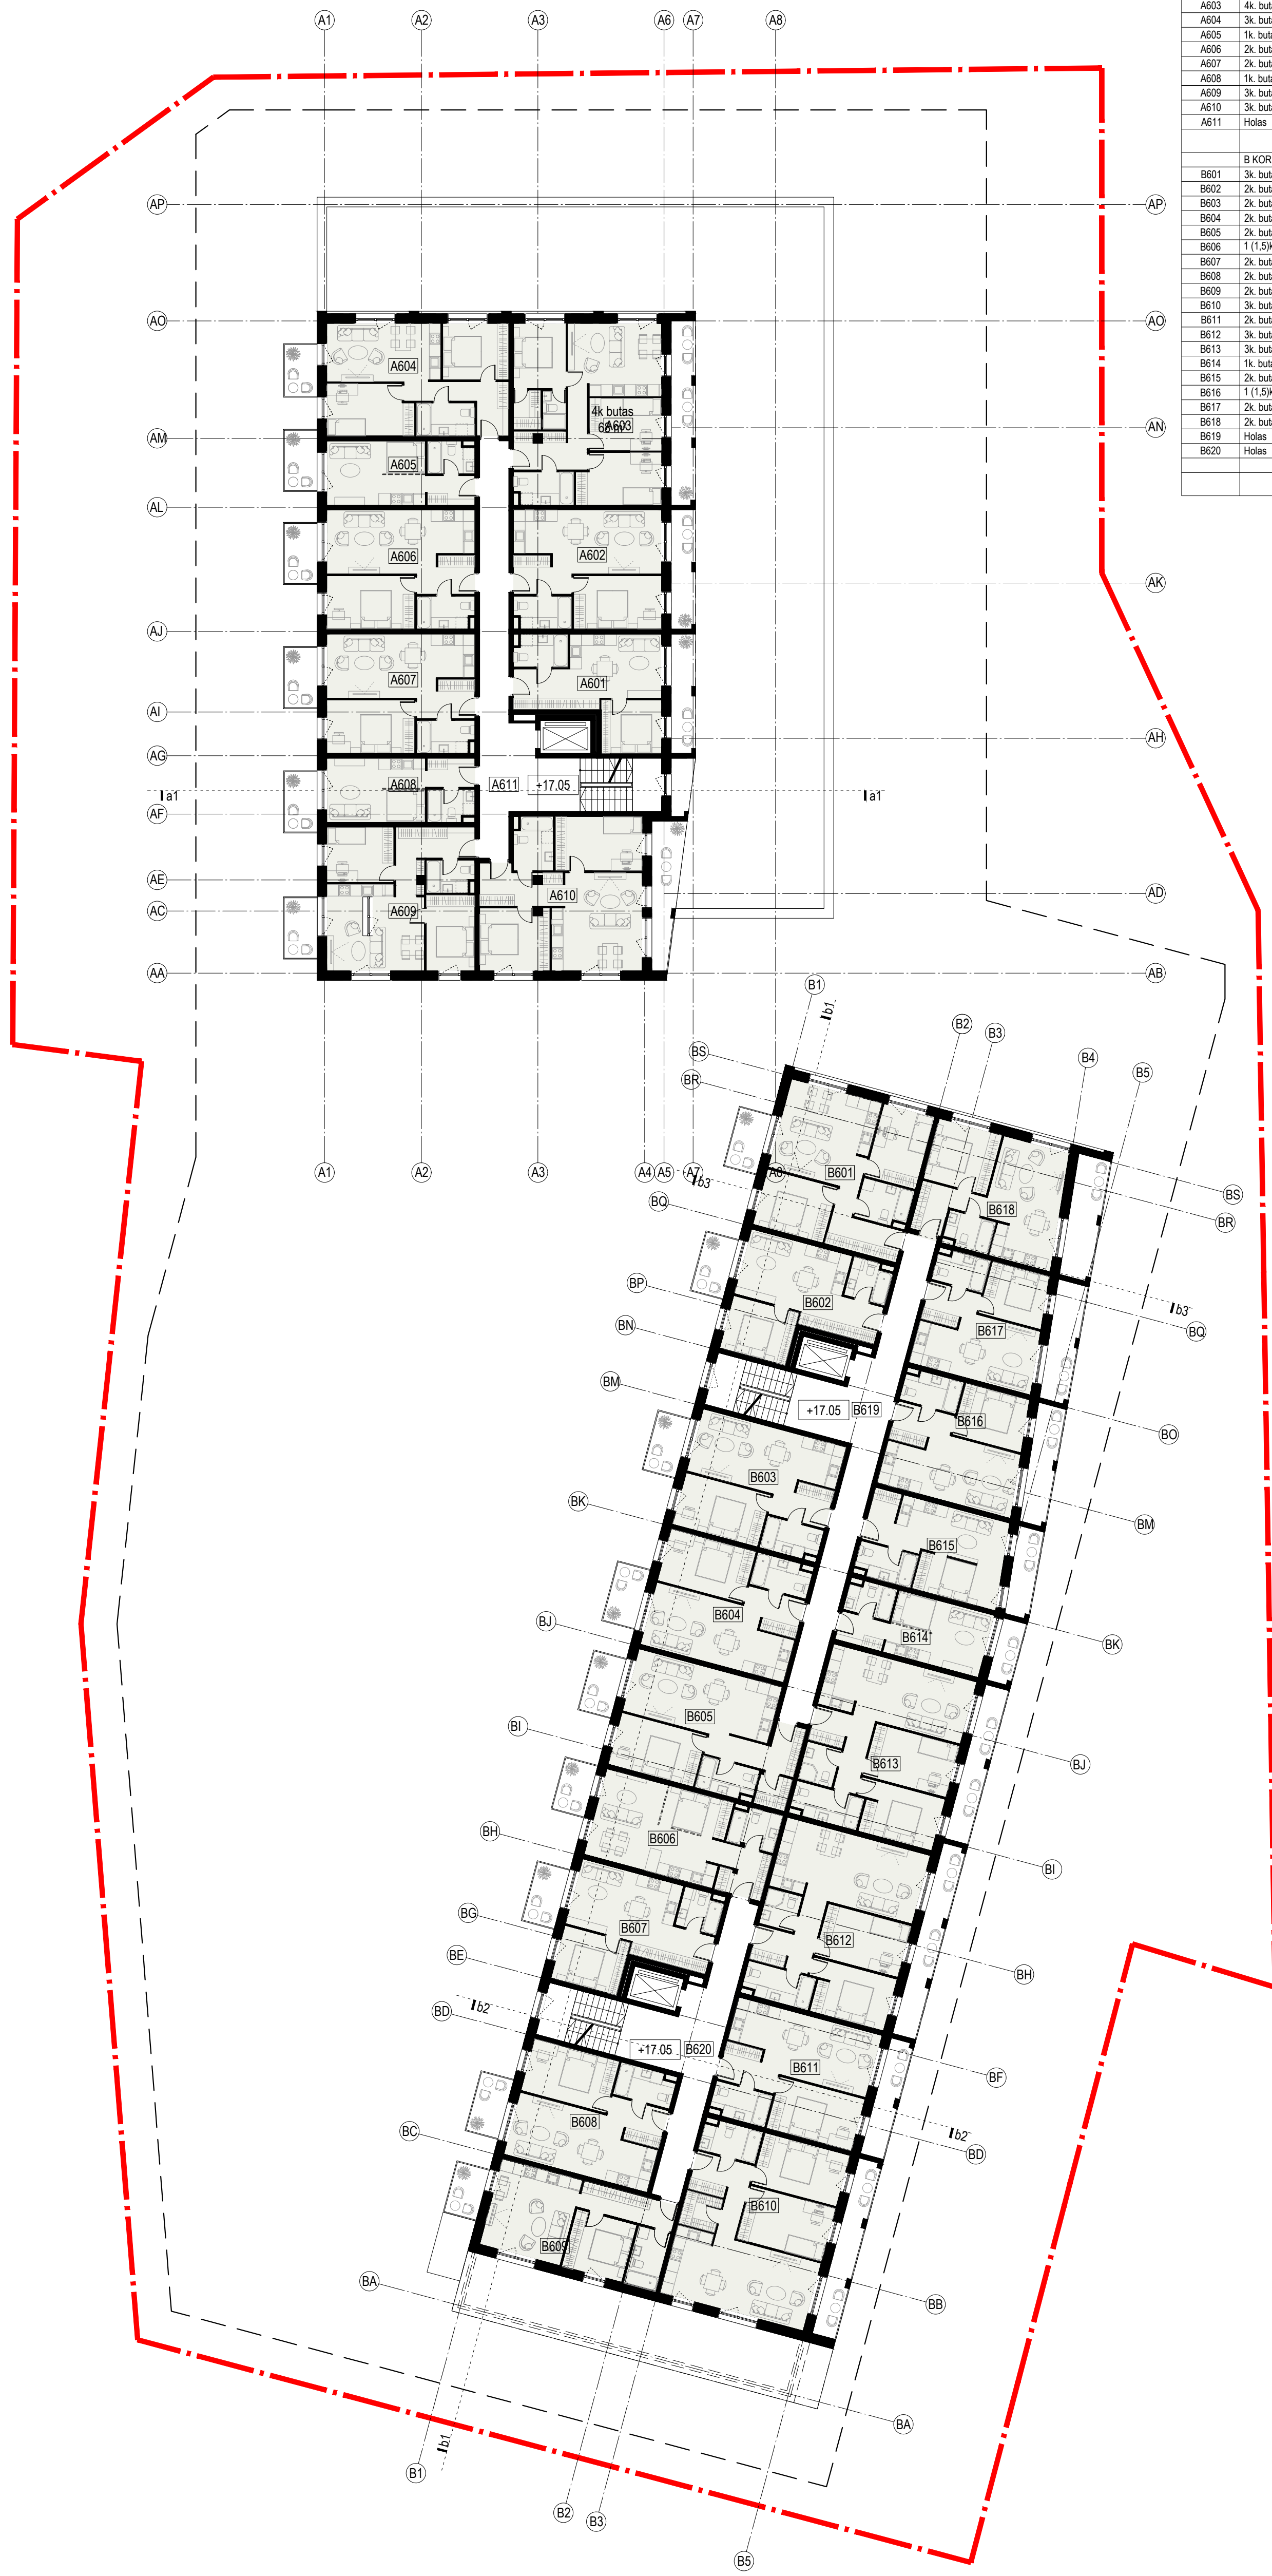 A603 4k. but
A604 3k. but
A605 1k. but
A606 2k. but
A607 2k. but
A608 1k. but
A609 3k. but
A610 3k. but
A611 Holas
B KOR
B601 3k. but
B602 2k. but
B603 2k. but
B604 2k. but
B605 2k. but
B606 1 (1,5)k
B607 2k. but
B608 2k. but
B609 2k. but
B610 3k. but
B611 2k. but
B612 3k. but
B613 3k. but
B614 1k. but
B615 2k. but
B616 1 (1,5)k
B617 2k. but
B618 2k. but
B619 Holas
B620 Holas
A1 A2 A3 A6 A7 A8
AP AP
AO AO
A604
4k butas
A603
AM AN
A605
AL
A606 A602
AK
AJ
A607 A601
AI
AH
AG
A608 A611 +17.05
a1 a1
AF
AE
A610
AD
AC
A609
AA AB
B1
b1
B2
B3
BS
B4
B5
BR
A1 A2 A3 A4 A5 A7 A8
B601
b3
BS
BQ
B618
BR
BP
B602
b3
BN
B617
BQ
BM
+17.05 B619
B616
BO
B603
BK
BM
B615
B604
BJ
B614
BK
B605
BI
B613
BJ
BH
B606
BI
BG
B607
B612
BE
BH
b2
BD
+17.05 B620
B611
BF
B608
BC
b2
BD
B610
B609
BA
BB
BA
b1
B1
B2
B3
B5